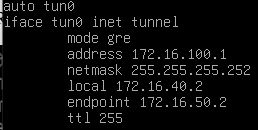 auto tun0
iface tun0 inet tunnel
mode gre
address 172.16.100.1
netmask 255.255.255.252
local 172.16.40.2
endpoint 172.16.50.2
ttl 255